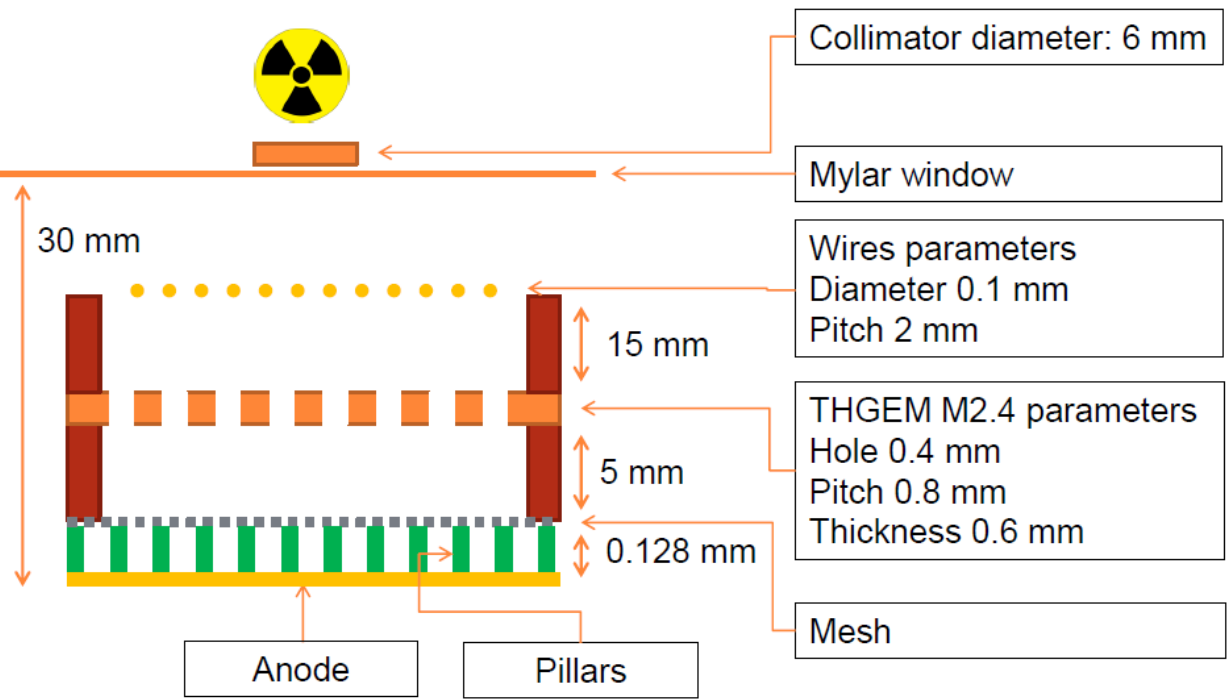 Collimator diameter: 6 mm
Mylar window
30 mm
Wires parameters
Diameter 0.1 mm
Pitch 2 mm
15 mm
THGEM M2.4 parameters
Hole 0.4 mm
Pitch 0.8 mm
Thickness 0.6 mm
5 mm
0.128 mm
Mesh
Anode
Pillars